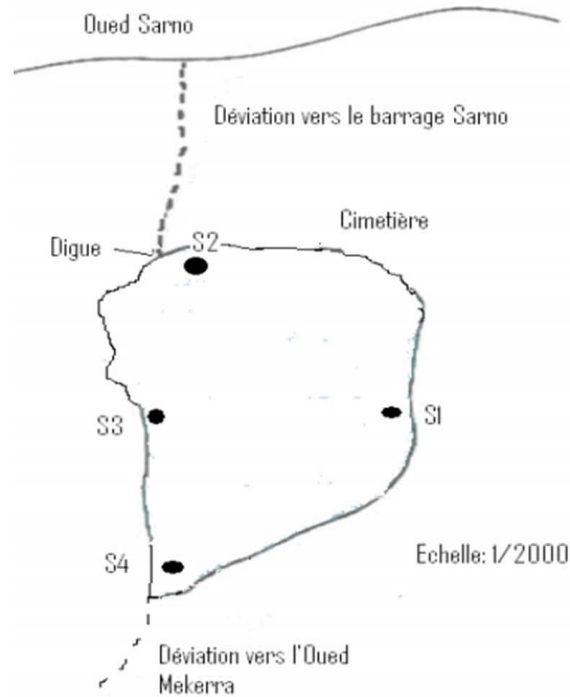 Oued Sarno
Déviation vers le barrage Sarno
Cimetière
Digue
S2
S3
S1
S4
Echelle: 1/2000
Déviation vers l'Oued
Mekerra